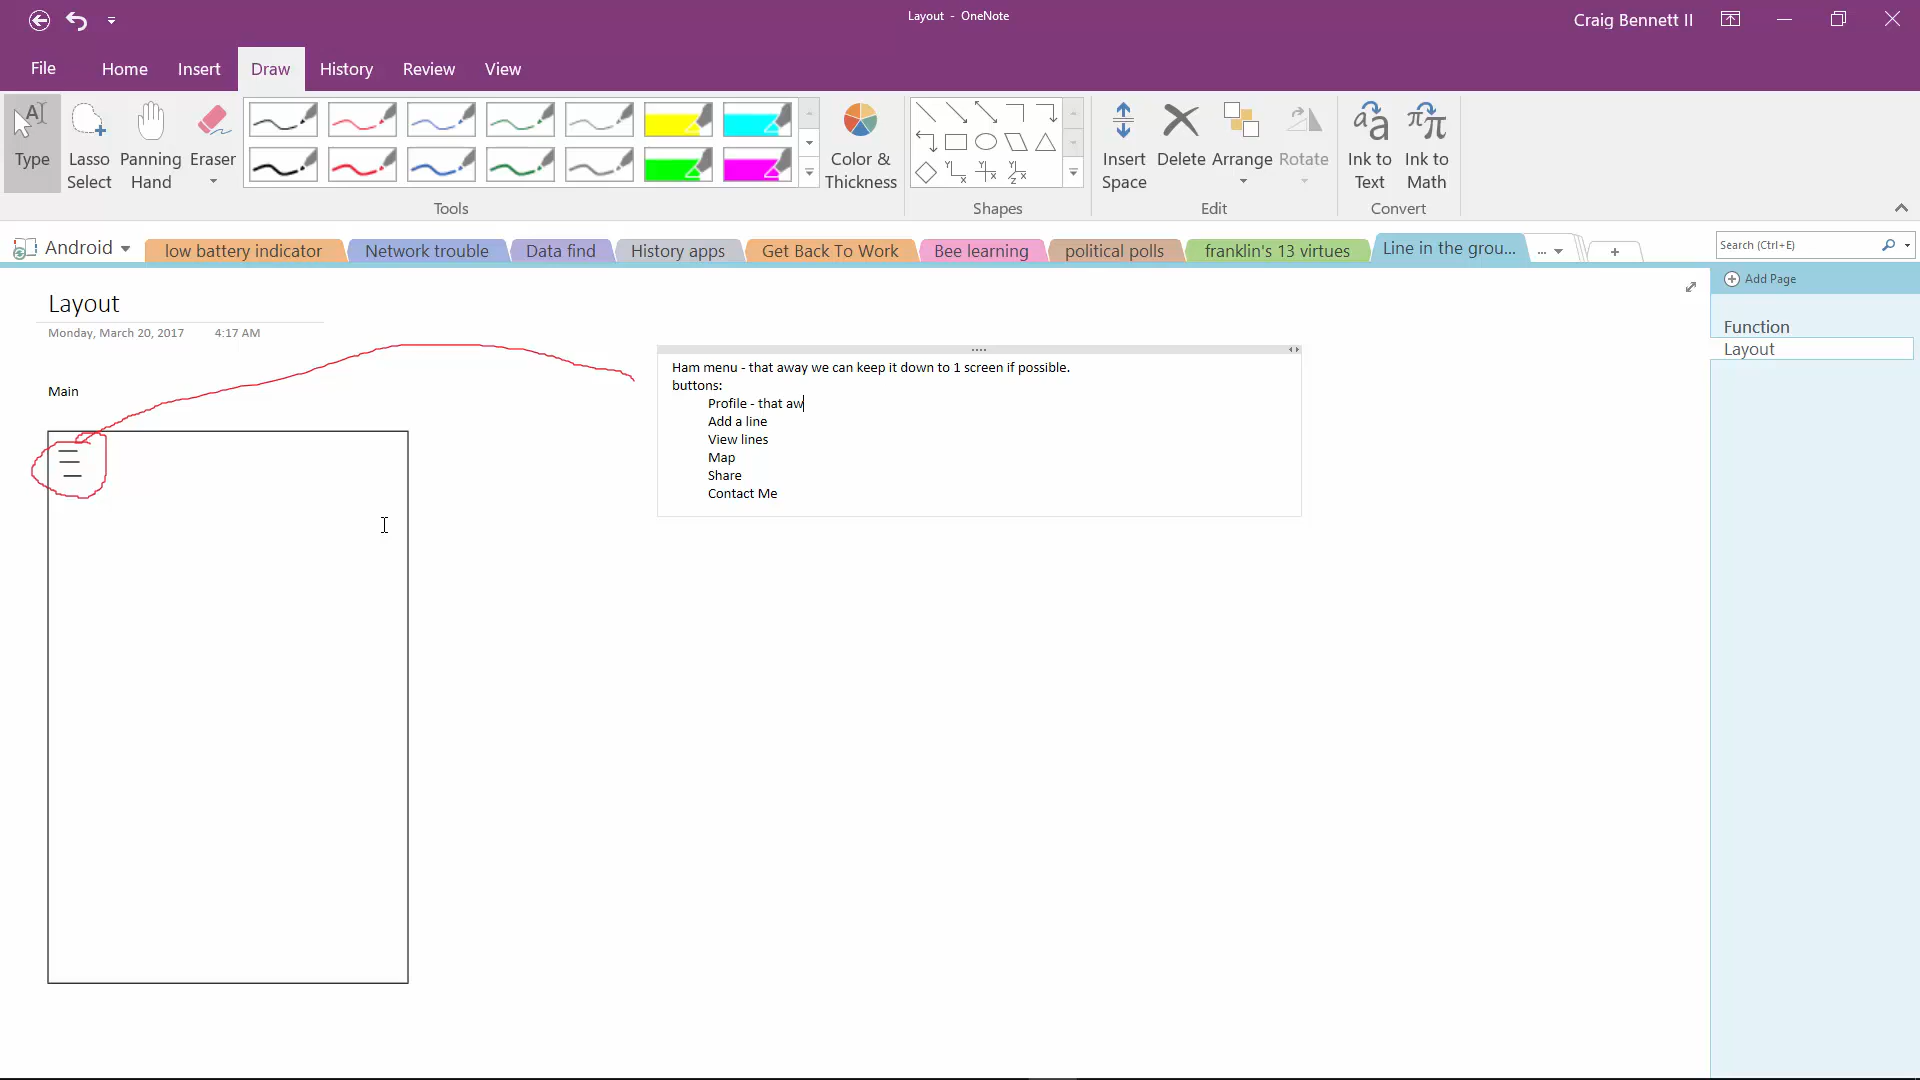 Layout - OneNote
Craig Bennett II
File
Home
Insert
Draw
History
Review
View
Type
Lasso Select
Panning Hand
Eraser
Color & Thickness
Insert Space
Delete
Arrange
Rotate
Ink to Text
Ink to Math
Tools
Shapes
Edit
Convert
Android
low battery indicator
Network trouble
Data find
History apps
Get Back To Work
Bee learning
political polls
franklin's 13 virtues
Line in the grou...
...
Search (Ctrl+E)
Add Page
Function
Layout
Layout
Monday, March 20, 2017 4:17 AM
Main
Ham menu - that away we can keep it down to 1 screen if possible.
buttons:
Profile - that aw
Add a line
View lines
Map
Share
Contact Me